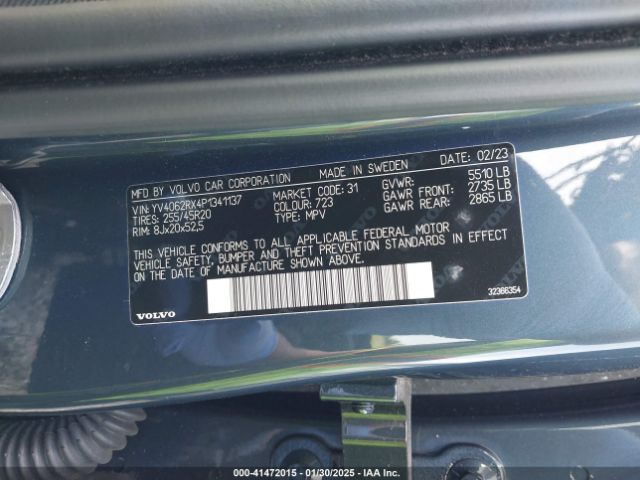 MFD BY VOLVO CAR CORPORATION MADE IN SWEDEN DATE: 02/23
VIN: YV4062RX4P1341137 MARKET CODE: 31 GVWR: 5510 LB
TIRES: 255/45R20 COLOUR: 723 GAWR FRONT: 2735 LB
RIM: 8Jx20x52,5 TYPE: MPV GAWR REAR: 2865 LB
THIS VEHICLE CONFORMS TO ALL APPLICABLE FEDERAL MOTOR
VEHICLE SAFETY, BUMPER AND THEFT PREVENTION STANDARDS IN EFFECT
ON THE DATE OF MANUFACTURE SHOWN ABOVE.
32366354
VOLVO
000-41472015 - 01/30/2025 - IAA Inc.